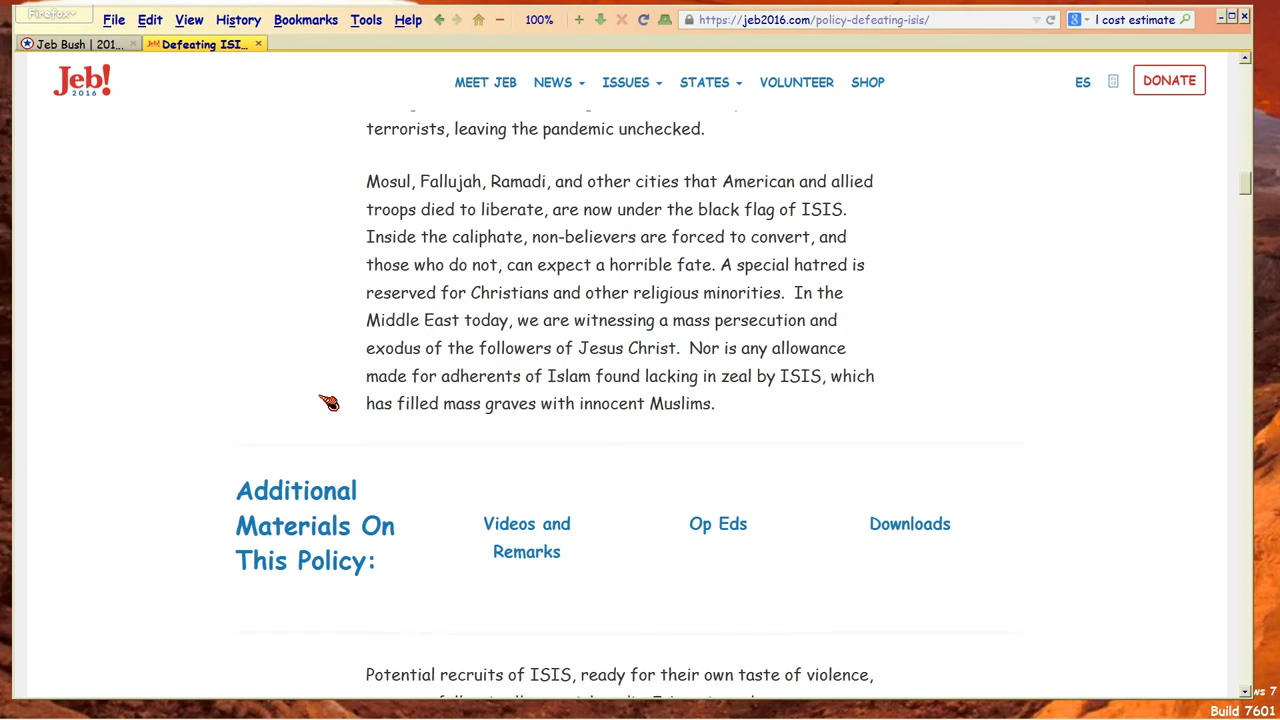 Firefox
File Edit View History Bookmarks Tools Help 100% https://jeb2016.com/policy-defeating-isis/ l cost estimate
Jeb Bush | 201... Defeating ISI...
Jeb! 2016 MEET JEB NEWS ISSUES STATES VOLUNTEER SHOP ES DONATE
terrorists, leaving the pandemic unchecked.
Mosul, Fallujah, Ramadi, and other cities that American and allied
troops died to liberate, are now under the black flag of ISIS.
Inside the caliphate, non-believers are forced to convert, and
those who do not, can expect a horrible fate. A special hatred is
reserved for Christians and other religious minorities.  In the
Middle East today, we are witnessing a mass persecution and
exodus of the followers of Jesus Christ.  Nor is any allowance
made for adherents of Islam found lacking in zeal by ISIS, which
has filled mass graves with innocent Muslims.
Additional
Materials On
This Policy:
Videos and
Remarks
Op Eds
Downloads
Potential recruits of ISIS, ready for their own taste of violence,
ws 7
Build 7601